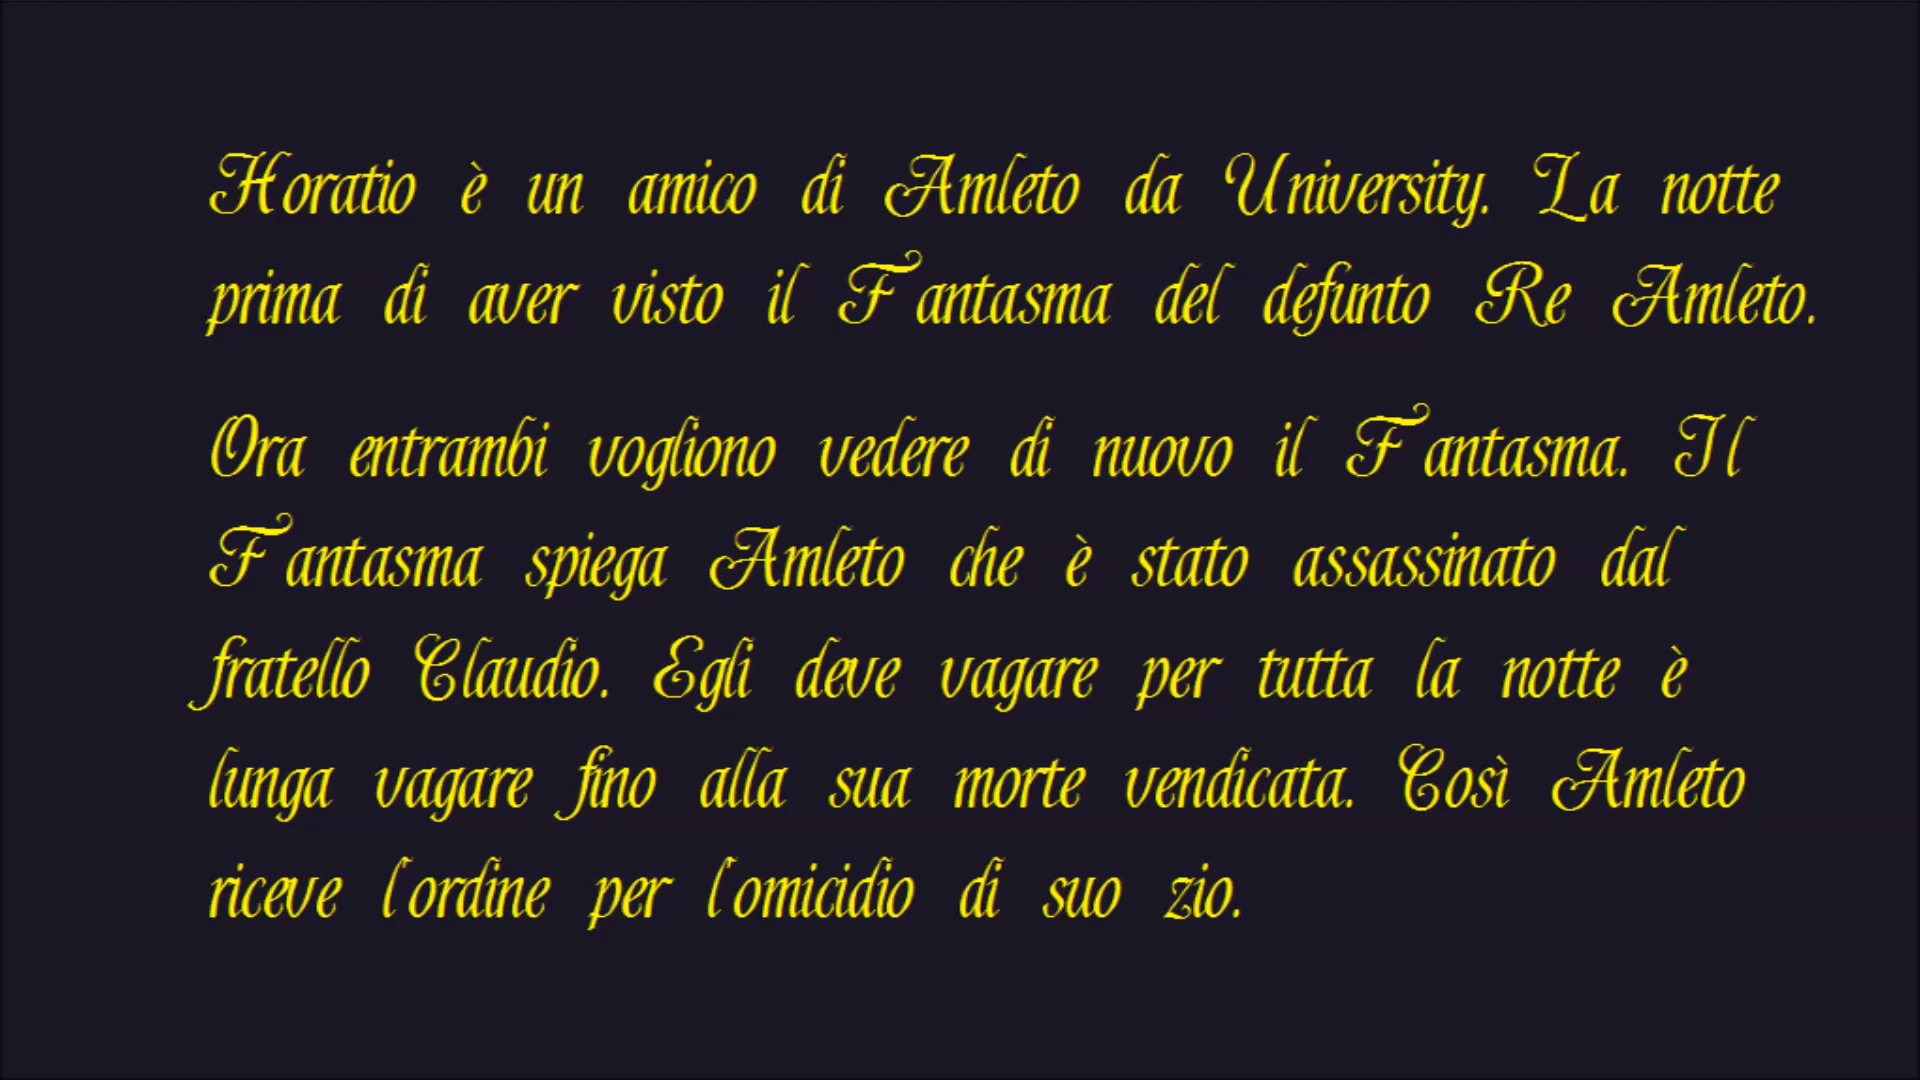 Horatio è un amico di Amleto da University. La notte
prima di aver visto il Fantasma del defunto Re Amleto.
Ora entrambi vogliono vedere di nuovo il Fantasma. Il
Fantasma spiega Amleto che è stato assassinato dal
fratello Claudio. Egli deve vagare per tutta la notte è
lunga vagare fino alla sua morte vendicata. Così Amleto
riceve l'ordine per l'omicidio di suo zio.